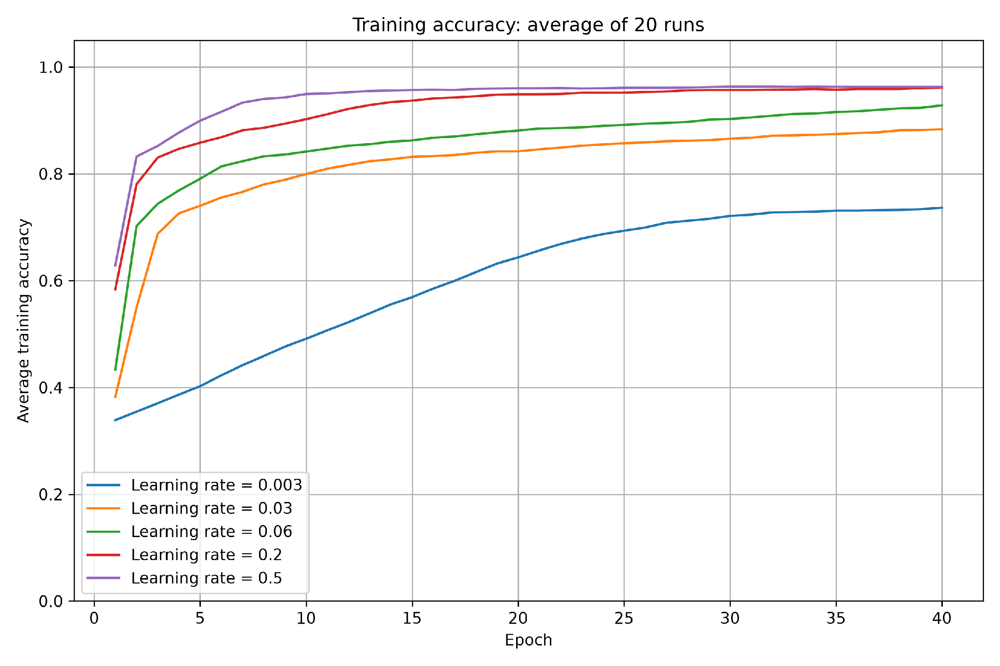 Training accuracy: average of 20 runs
Average training accuracy
1.0
0.8
0.6
0.4
0.2
0.0
Learning rate = 0.003
Learning rate = 0.03
Learning rate = 0.06
Learning rate = 0.2
Learning rate = 0.5
0 5 10 15 20 25 30 35 40
Epoch